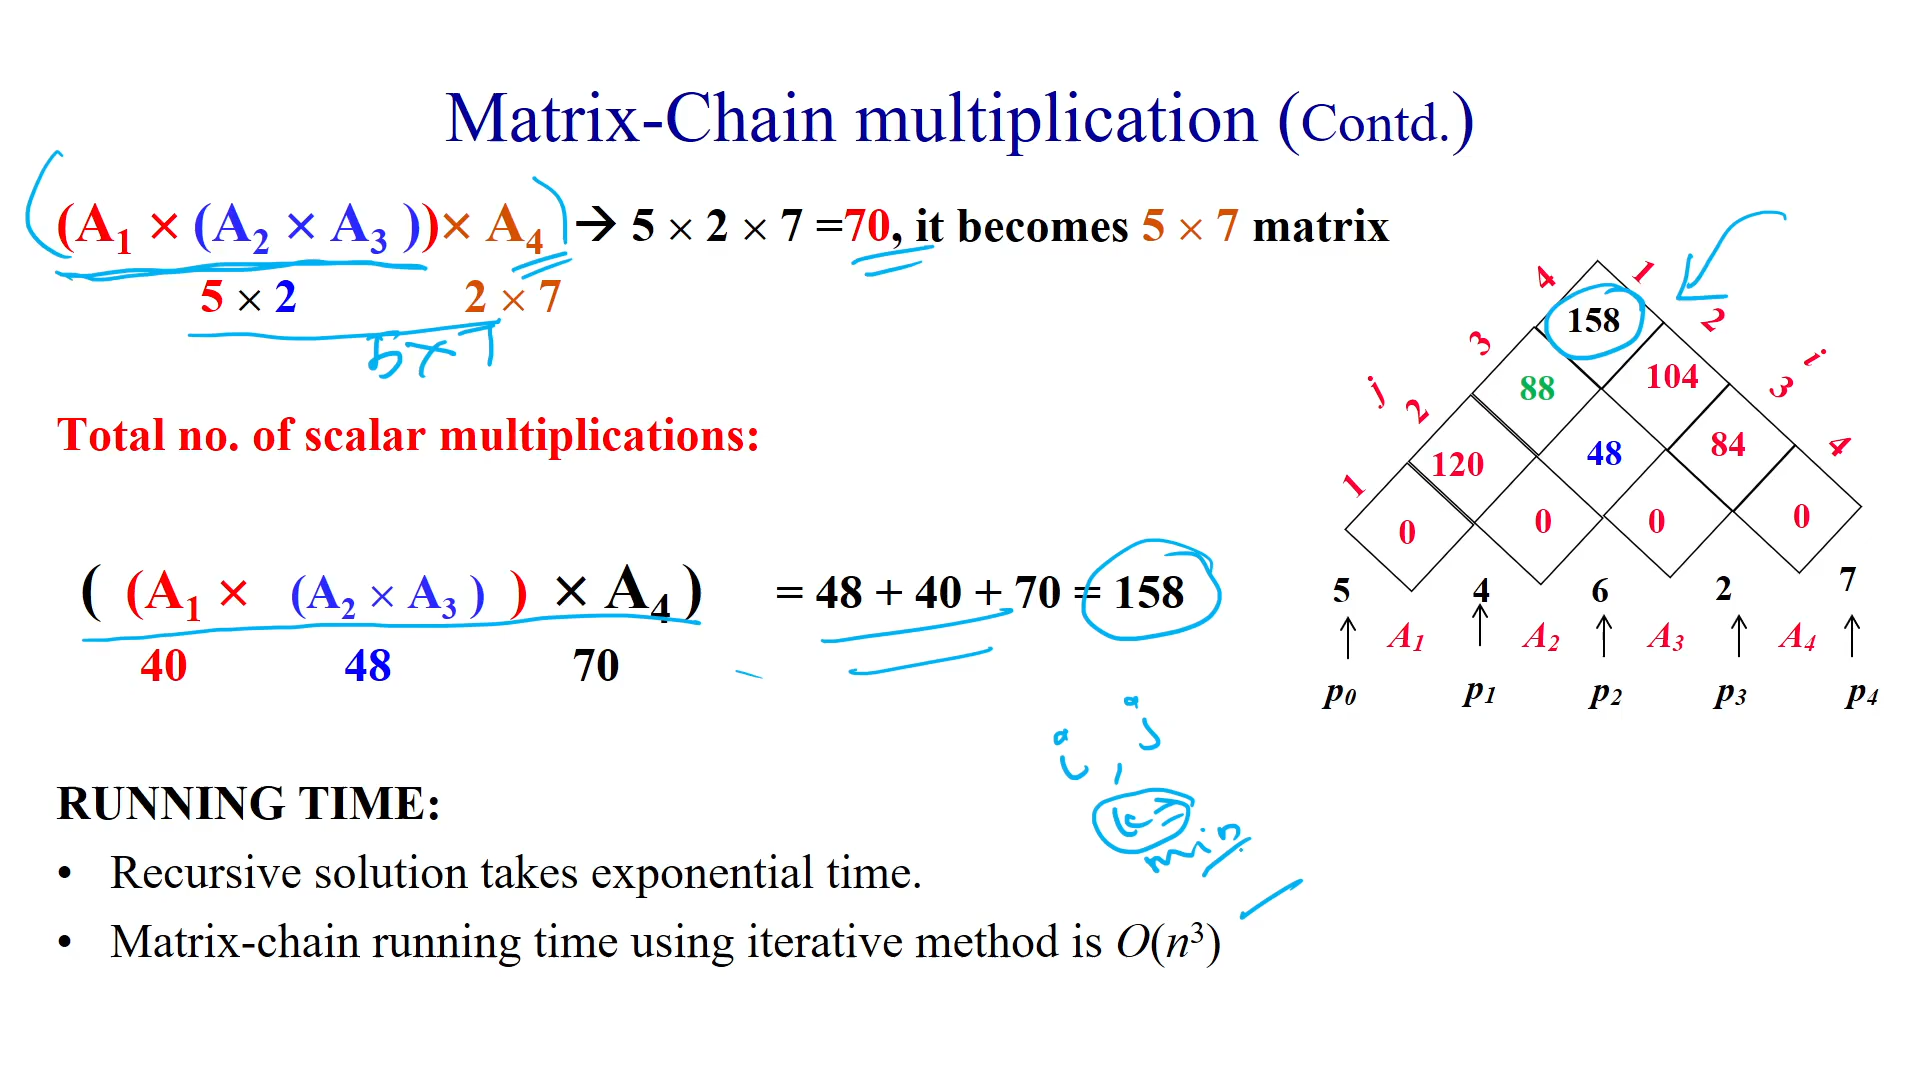 Matrix-Chain multiplication (Contd.)
(A₁ × (A₂ × A₃ ))× A₄ → 5 × 2 × 7 =70, it becomes 5 × 7 matrix
5 × 2 2 × 7
5×7
Total no. of scalar multiplications:
( (A₁ × (A₂ × A₃ ) ) × A₄ ) = 48 + 40 + 70 = 158
40 48 70
RUNNING TIME:
• Recursive solution takes exponential time.
• Matrix-chain running time using iterative method is O(n³)
i , j
min
4 1
158
3 2
88 104
j i
2 3
120 48 84
1 4
0 0 0 0
5 4 6 2 7
A₁ A₂ A₃ A₄
p₀ p₁ p₂ p₃ p₄